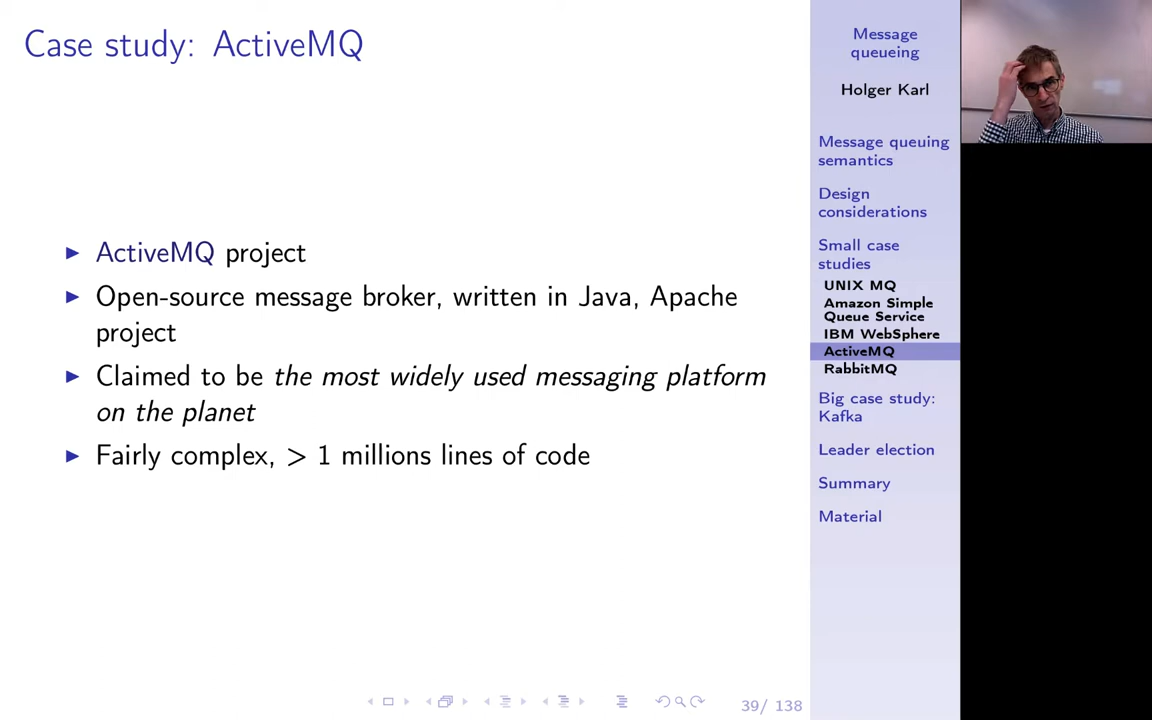 Case study: ActiveMQ
ActiveMQ project
Open-source message broker, written in Java, Apache
project
Claimed to be the most widely used messaging platform
on the planet
Fairly complex, > 1 millions lines of code
39/ 138
Message
queueing
Holger Karl
Message queuing
semantics
Design
considerations
Small case
studies
UNIX MQ
Amazon Simple
Queue Service
IBM WebSphere
ActiveMQ
RabbitMQ
Big case study:
Kafka
Leader election
Summary
Material